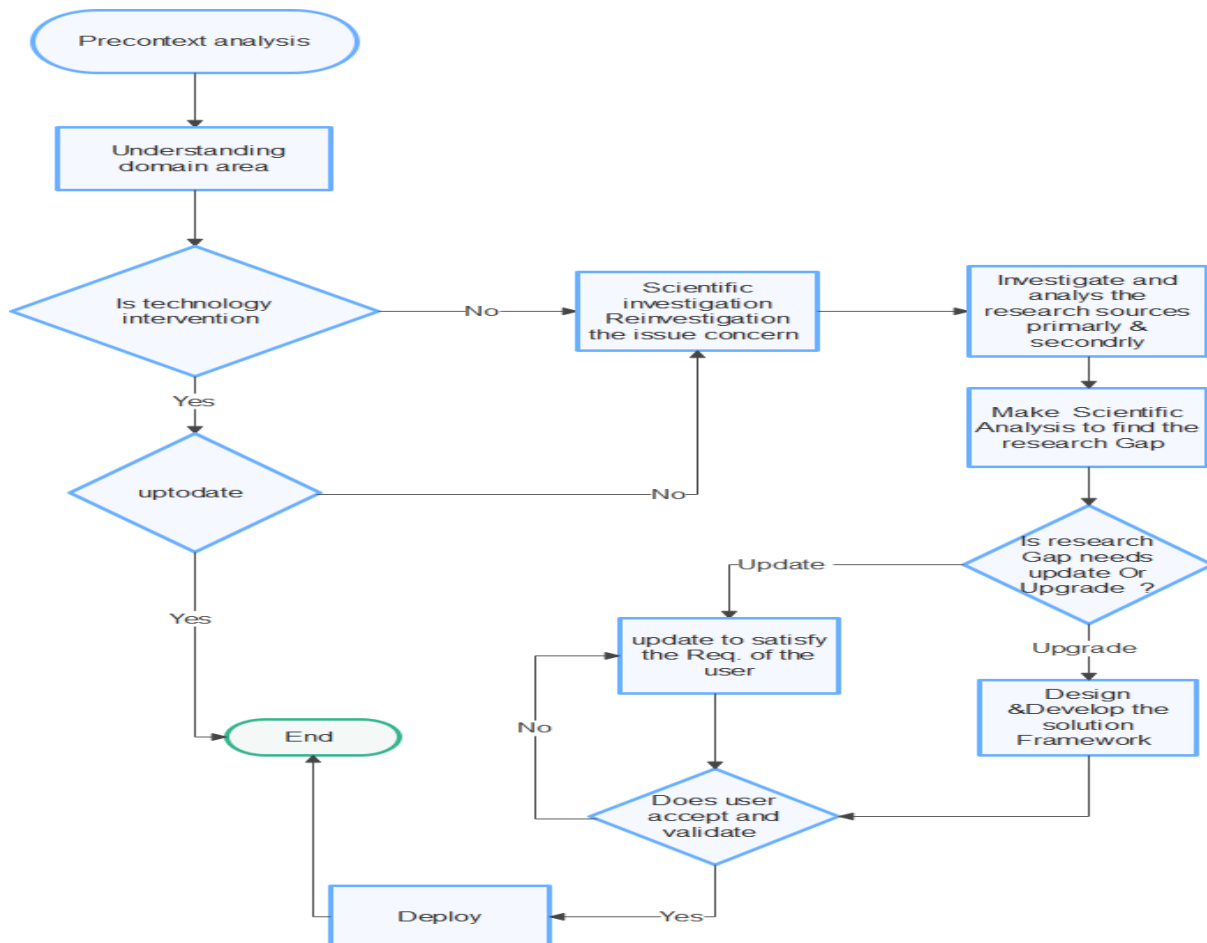 Precontext analysis
Understanding
domain area
Is technology
intervention
No
Scientific
investigation
Reinvestigation
the issue concern
Investigate and
analys the
research sources
primarly &
secondrly
Yes
Make Scientific
Analysis to find the
research Gap
uptodate
No
Is research
Gap needs
update Or
Upgrade ?
Update
Yes
update to satisfy
the Req. of the
user
Upgrade
Design
&Develop the
solution
Framework
No
End
Does user
accept and
validate
Deploy
Yes